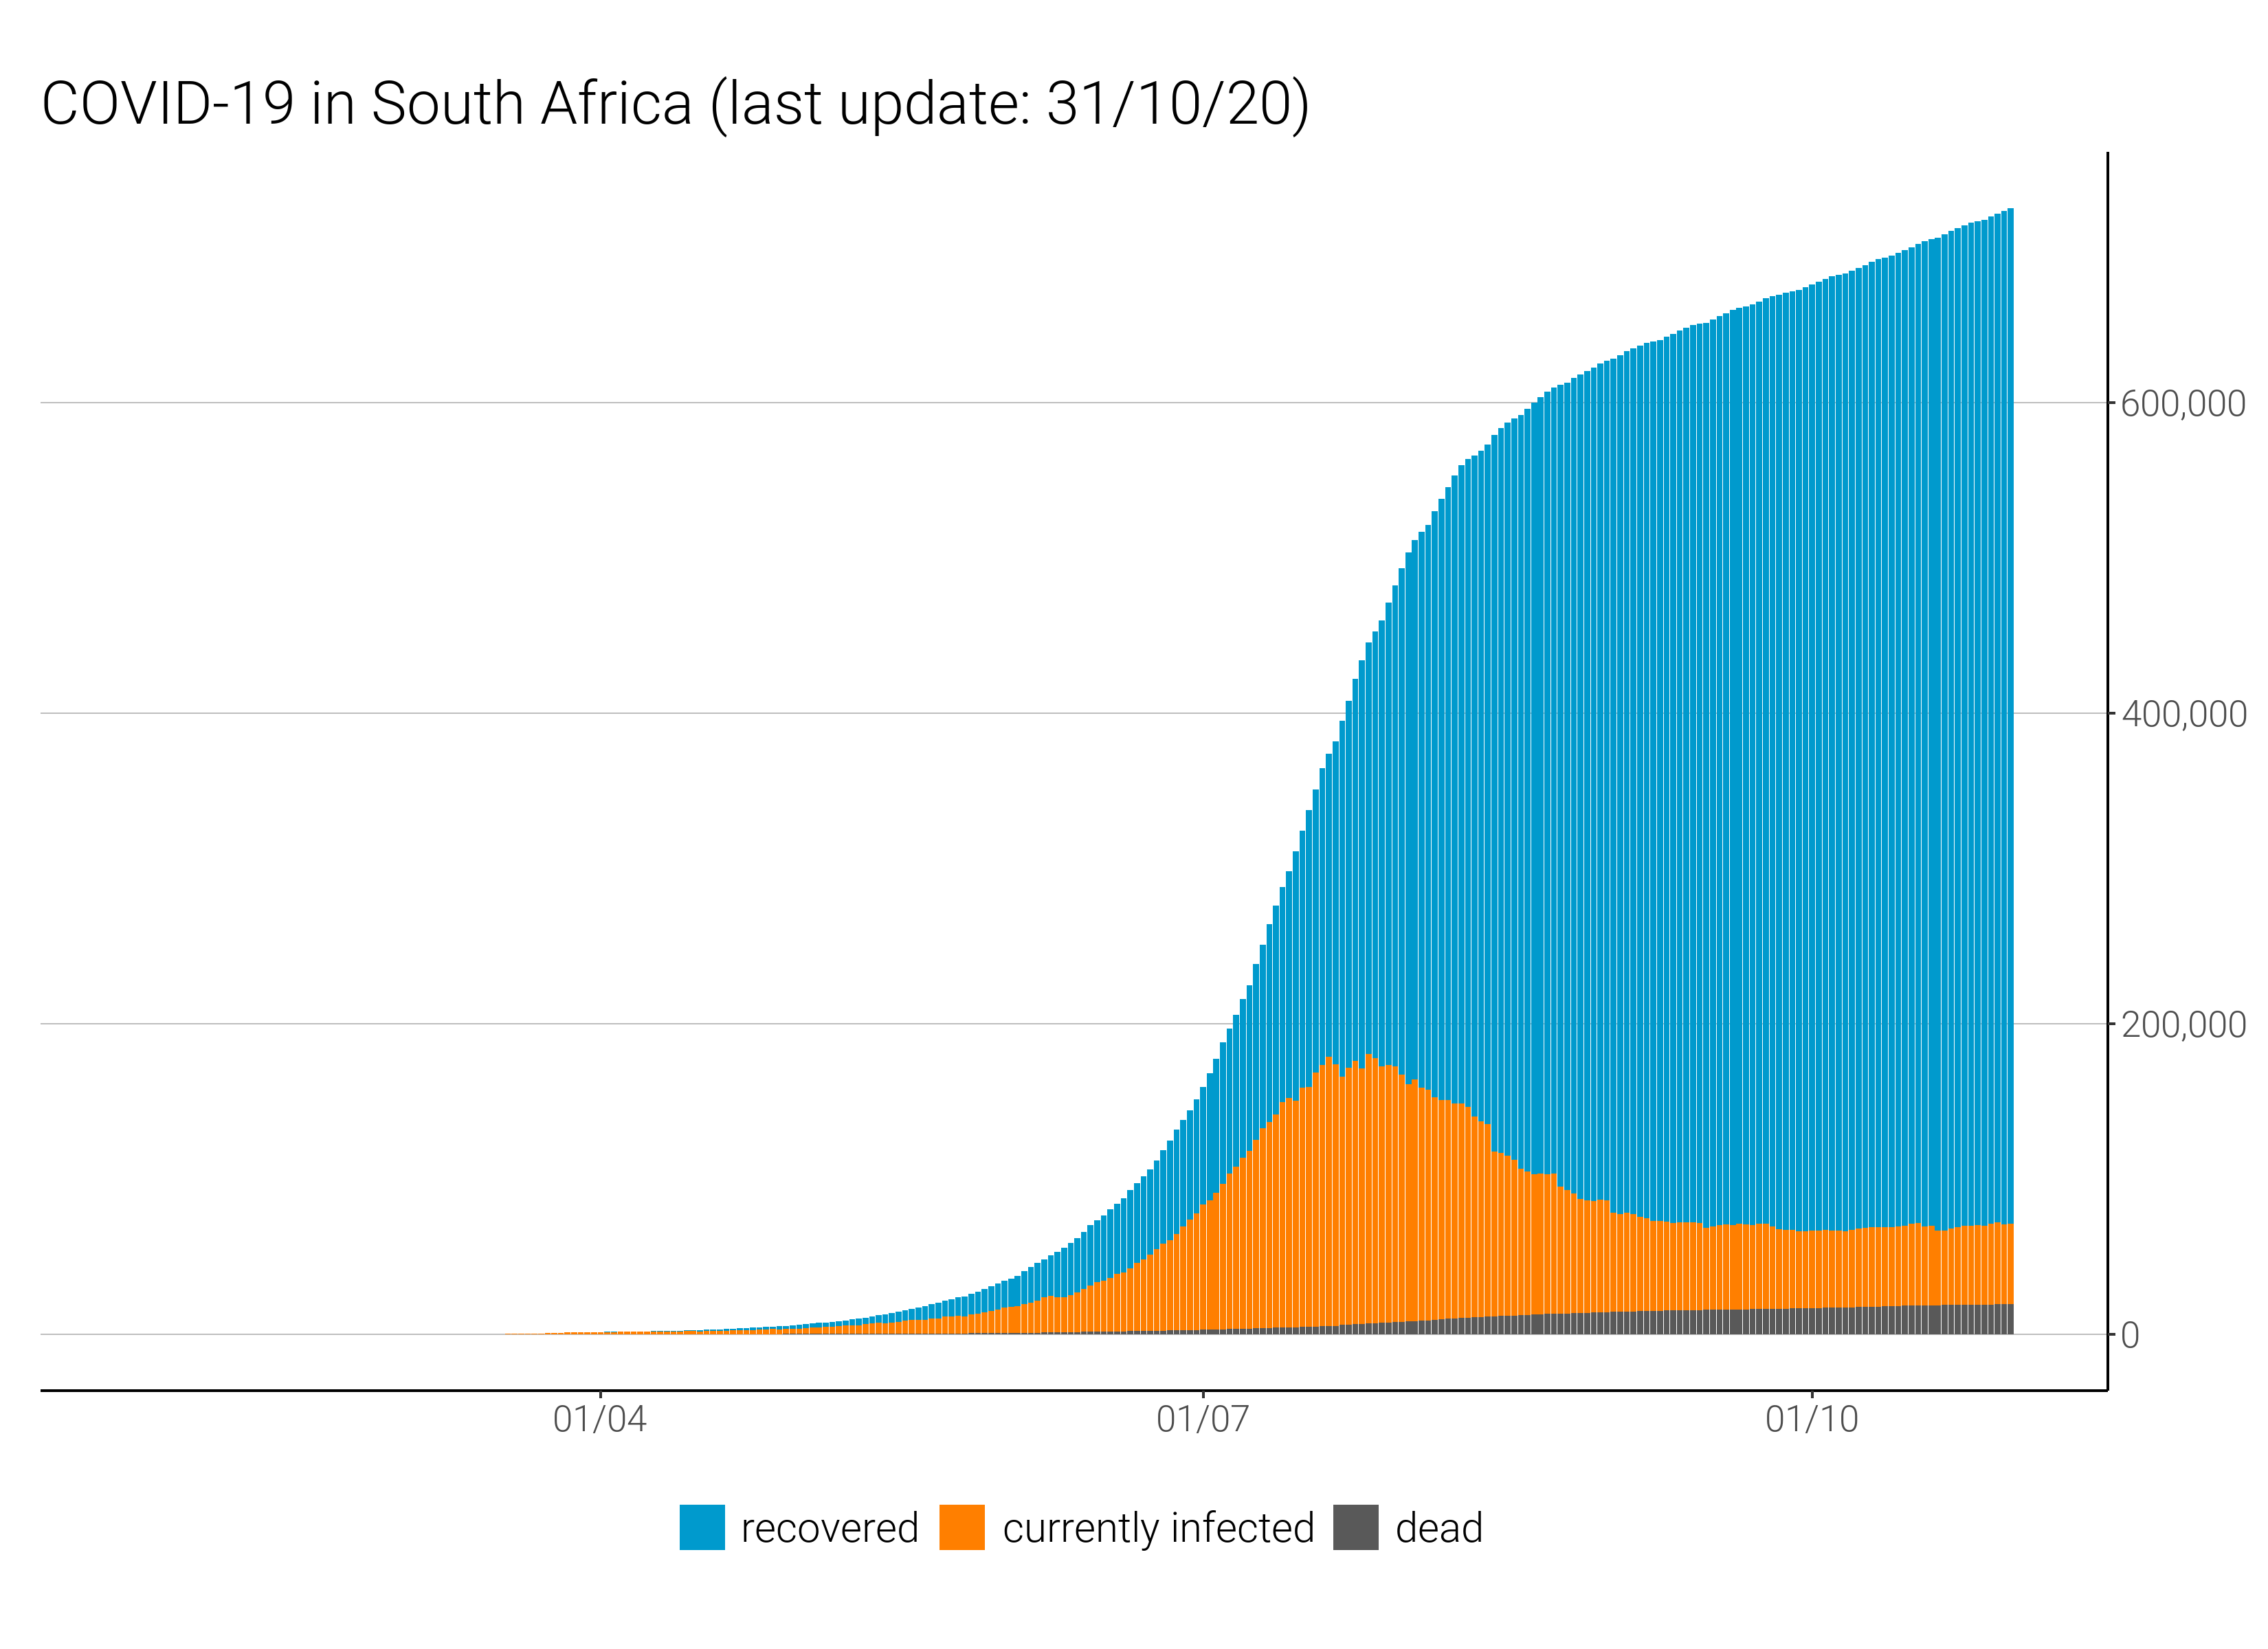 COVID-19 in South Africa (last update: 31/10/20)
600,000
400,000
200,000
0
01/04 01/07 01/10
recovered currently infected dead